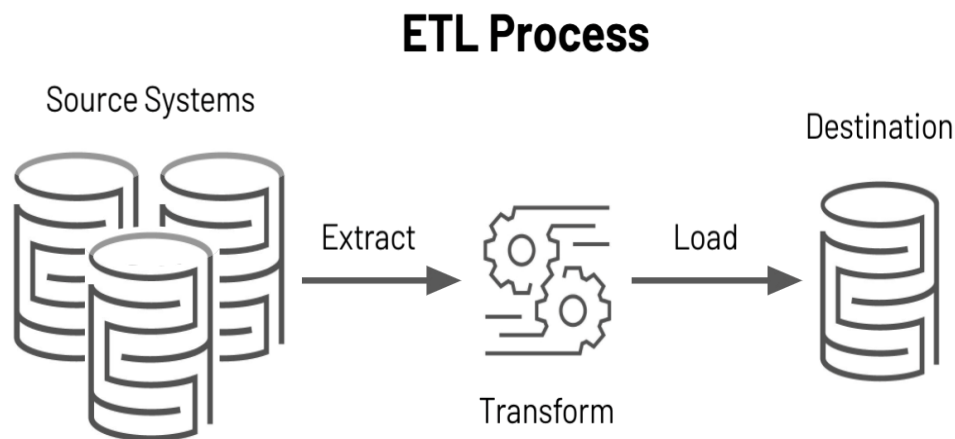 ETL Process
Source Systems
Destination
Extract
Load
Transform